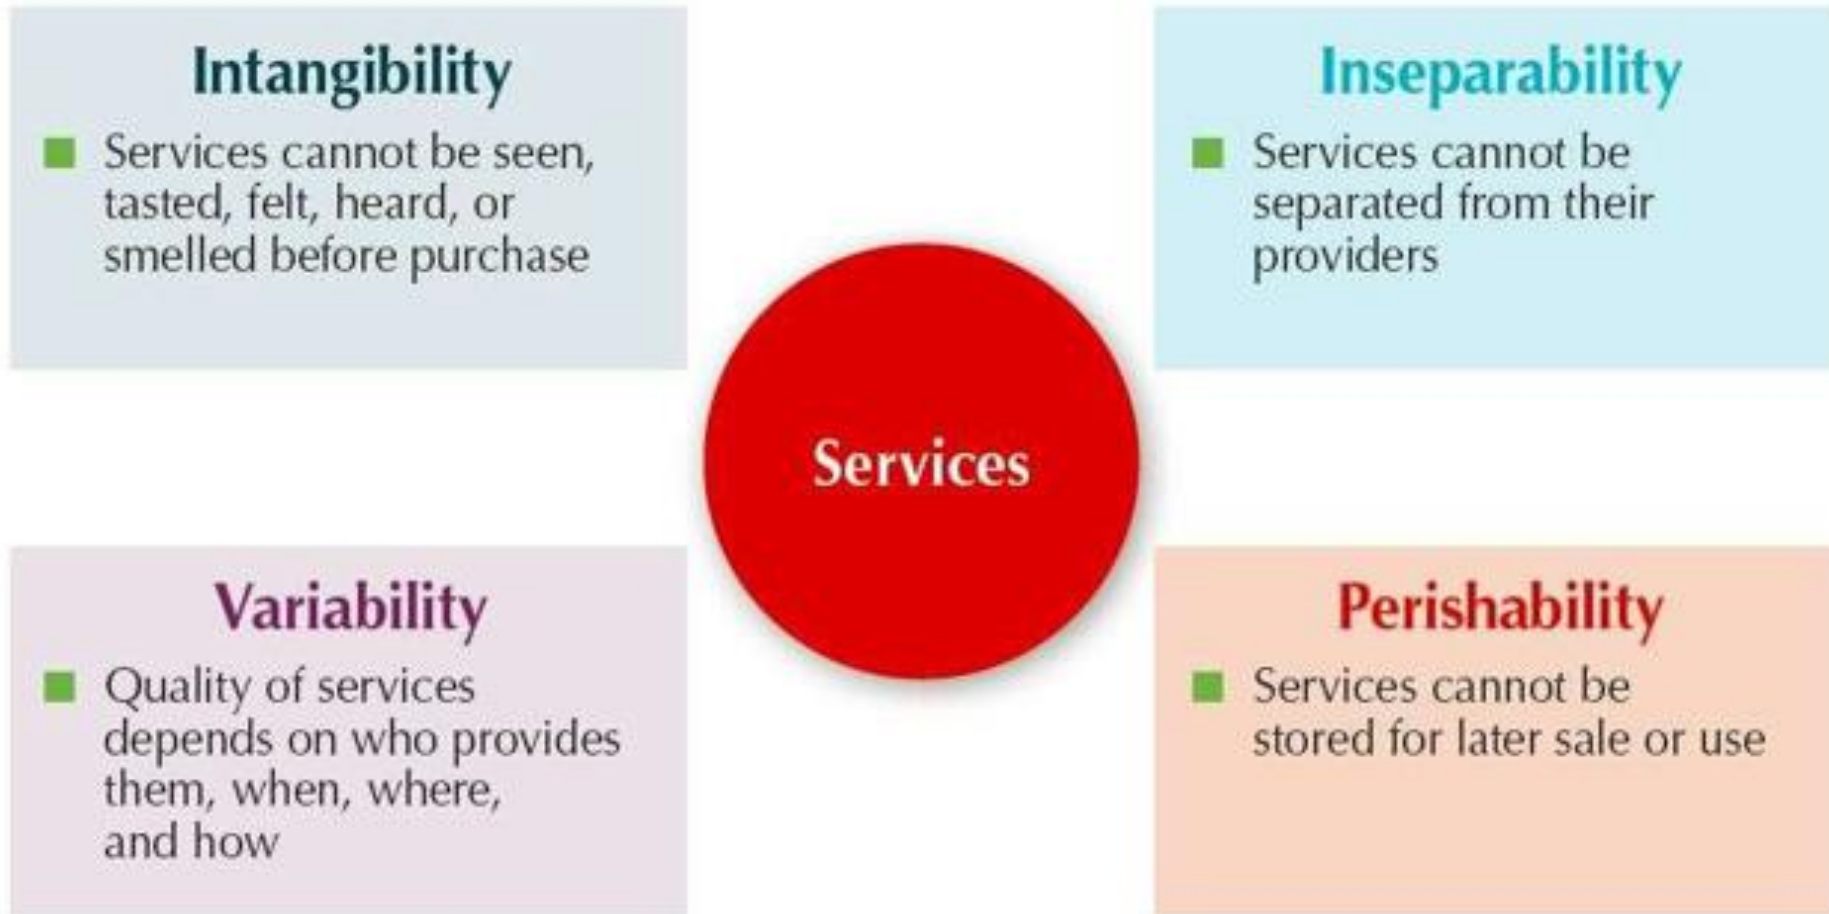 Intangibility
Services cannot be seen,
tasted, felt, heard, or
smelled before purchase
Inseparability
Services cannot be
separated from their
providers
Services
Variability
Quality of services
depends on who provides
them, when, where,
and how
Perishability
Services cannot be
stored for later sale or use